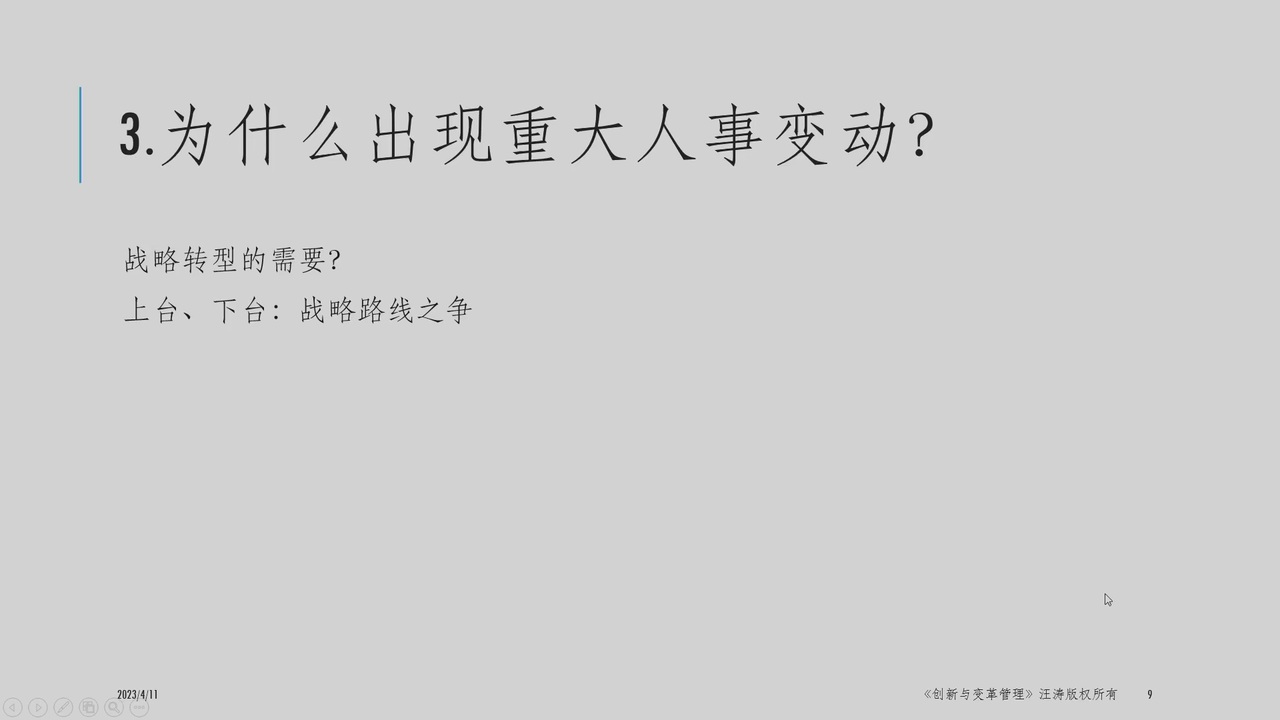 3.为什么出现重大人事变动?
战略转型的需要?
上台、下台：战略路线之争
2023/4/11
《创新与变革管理》汪涛版权所有
9